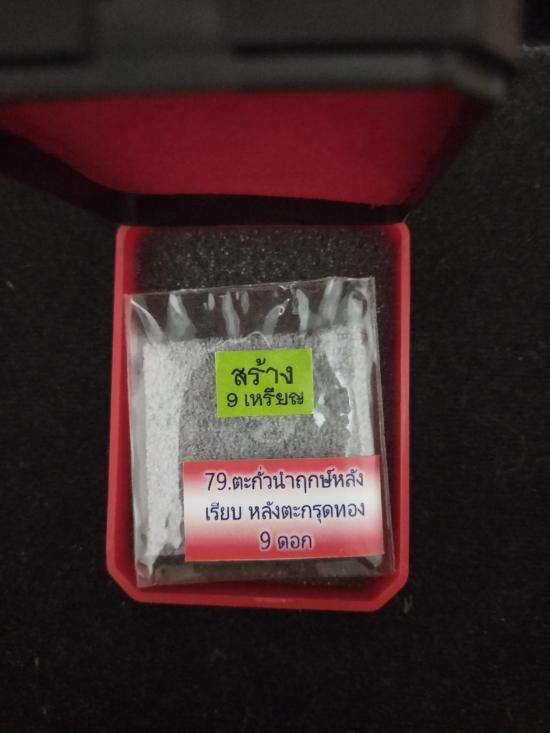 สร้าง
9 เหรียญ
79.ตะกั่วนำฤกษ์หลัง
เรียบ หลังตะกรุดทอง
9 ดอก